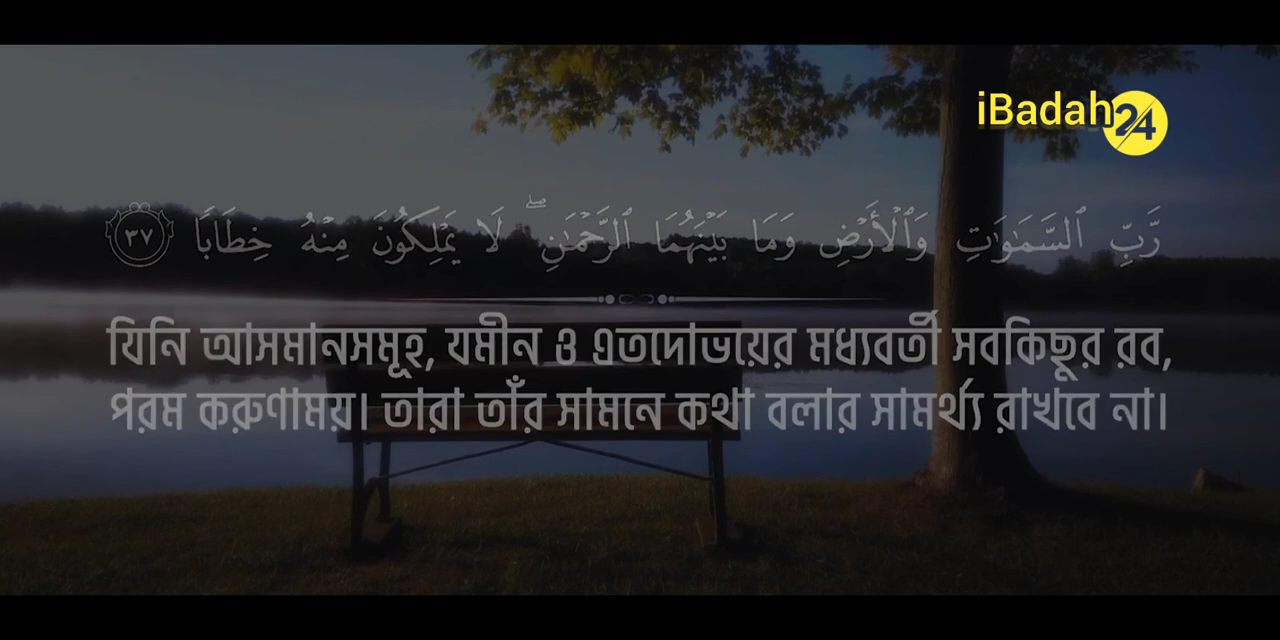 iBadah24
رَّبِّ ٱلسَّمَـٰوَٰتِ وَٱلْأَرْضِ وَمَا بَيْنَهُمَا ٱلرَّحْمَـٰنِ ۖ لَا يَمْلِكُونَ مِنْهُ خِطَابًا ٣٧
যিনি আসমানসমূহ, যমীন ও এতদোভয়ের মধ্যবর্তী সবকিছুর রব,
পরম করুণাময়। তারা তাঁর সামনে কথা বলার সামর্থ্য রাখবে না।